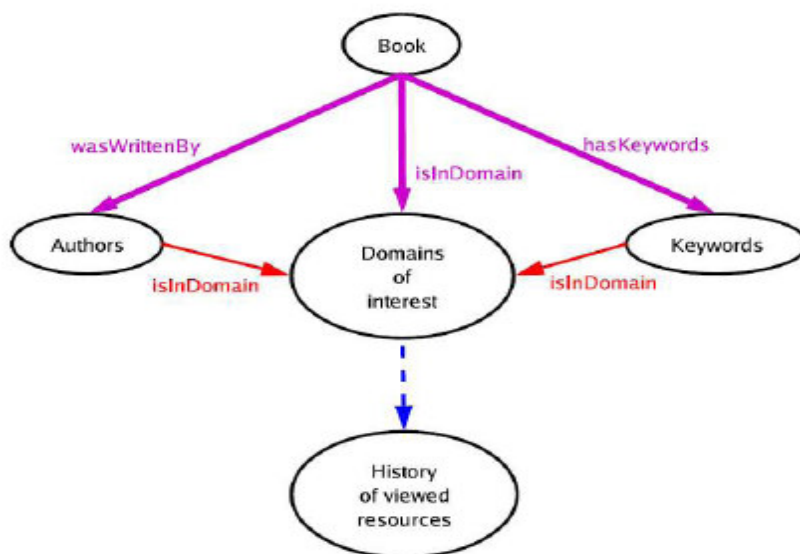 Book
wasWrittenBy
hasKeywords
isInDomain
Authors
Domains
of
interest
Keywords
isInDomain
isInDomain
History
of viewed
resources